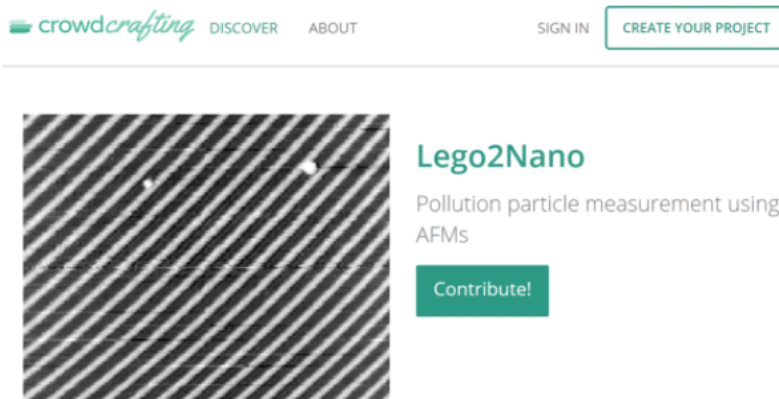 crowdcrafting DISCOVER ABOUT SIGN IN CREATE YOUR PROJECT
Lego2Nano
Pollution particle measurement using
AFMs
Contribute!